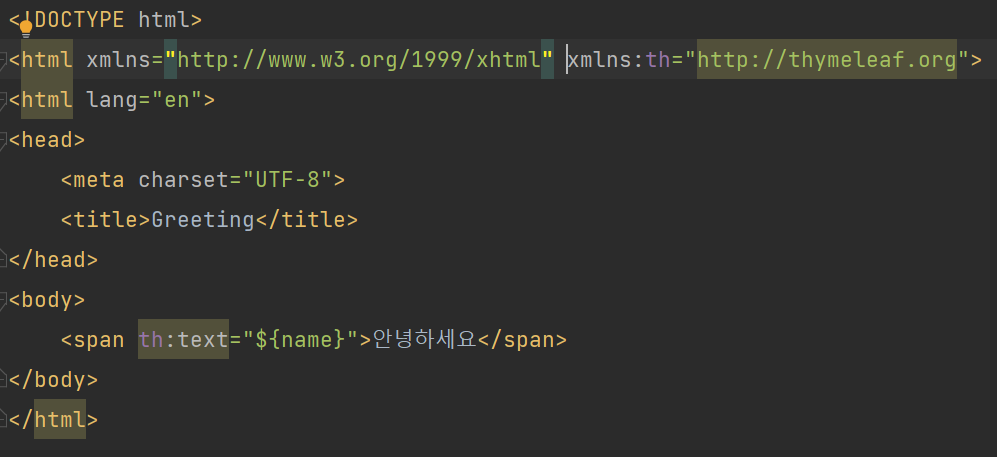 <!DOCTYPE html>
<html xmlns="http://www.w3.org/1999/xhtml" xmlns:th="http://thymeleaf.org">
<html lang="en">
<head>
    <meta charset="UTF-8">
    <title>Greeting</title>
</head>
<body>
    <span th:text="${name}">안녕하세요</span>
</body>
</html>